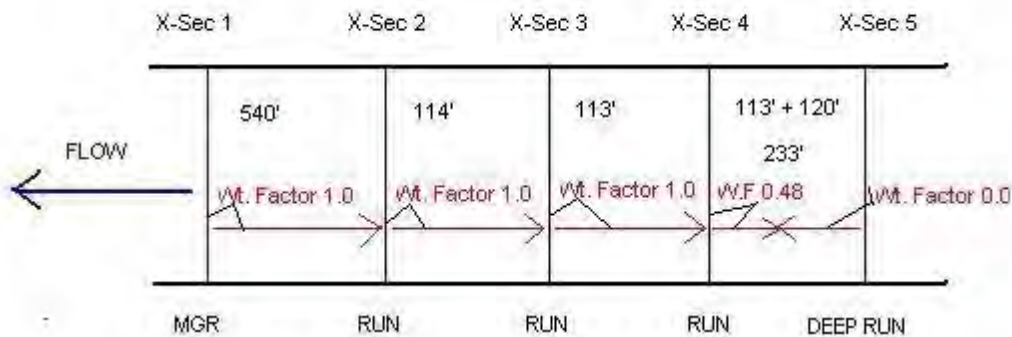 X-Sec 1 X-Sec 2 X-Sec 3 X-Sec 4 X-Sec 5
540' 114' 113' 113' + 120'
233'
FLOW
Wt. Factor 1.0 Wt. Factor 1.0 Wt. Factor 1.0 W.F 0.48 Wt. Factor 0.0
MGR RUN RUN RUN DEEP RUN